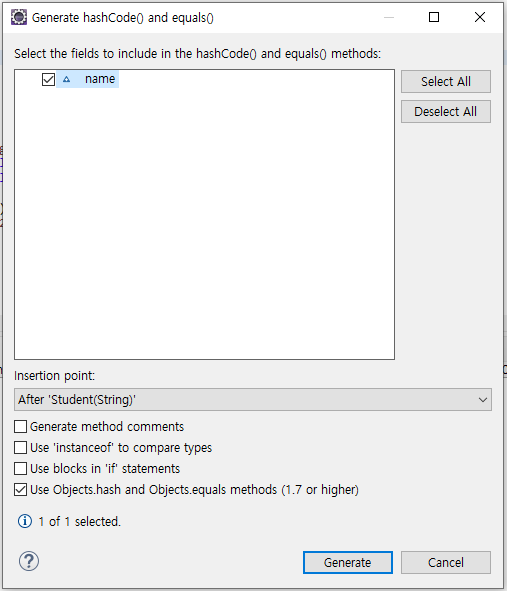 Generate hashCode() and equals()
Select the fields to include in the hashCode() and equals() methods:
name
Select All
Deselect All
Insertion point:
After 'Student(String)'
Generate method comments
Use 'instanceof' to compare types
Use blocks in 'if' statements
Use Objects.hash and Objects.equals methods (1.7 or higher)
1 of 1 selected.
Generate
Cancel